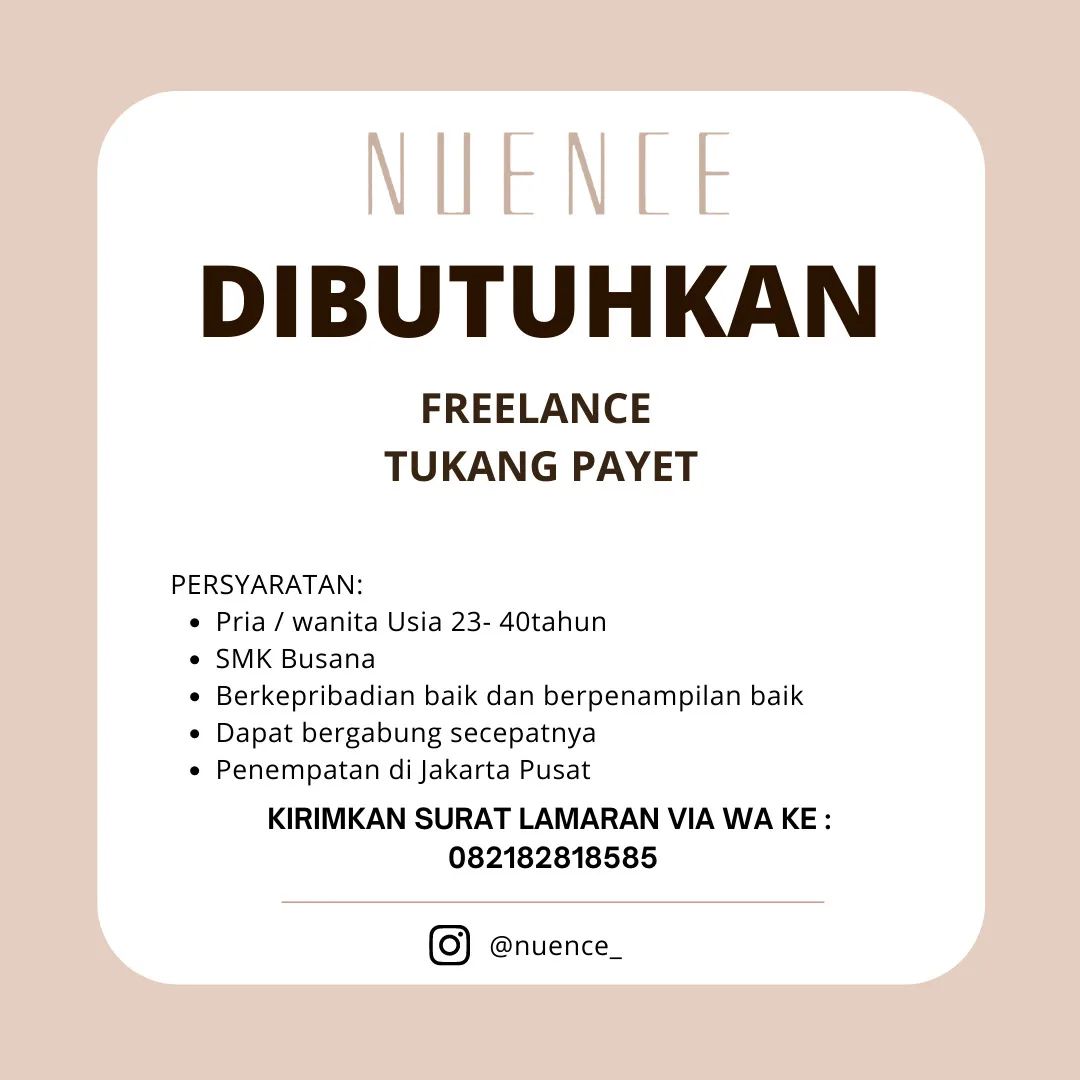 NUENCE
DIBUTUHKAN
FREELANCE
TUKANG PAYET
PERSYARATAN:
• Pria / wanita Usia 23- 40tahun
• SMK Busana
• Berkepribadian baik dan berpenampilan baik
• Dapat bergabung secepatnya
• Penempatan di Jakarta Pusat
KIRIMKAN SURAT LAMARAN VIA WA KE :
082182818585
@nuence_